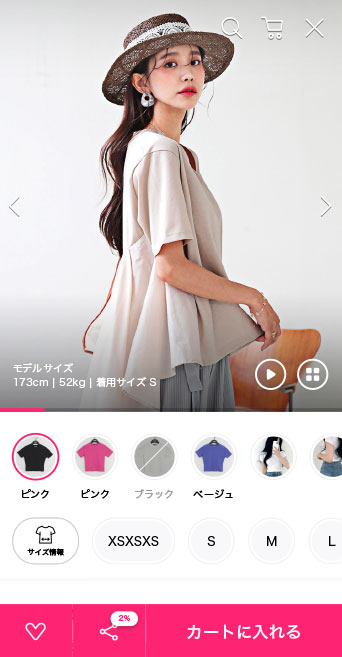 モデルサイズ
173cm | 52kg | 着用サイズ S
ピンク
ピンク
ブラック
ベージュ
サイズ情報
XSXSXS
S
M
L
2%
カートに入れる